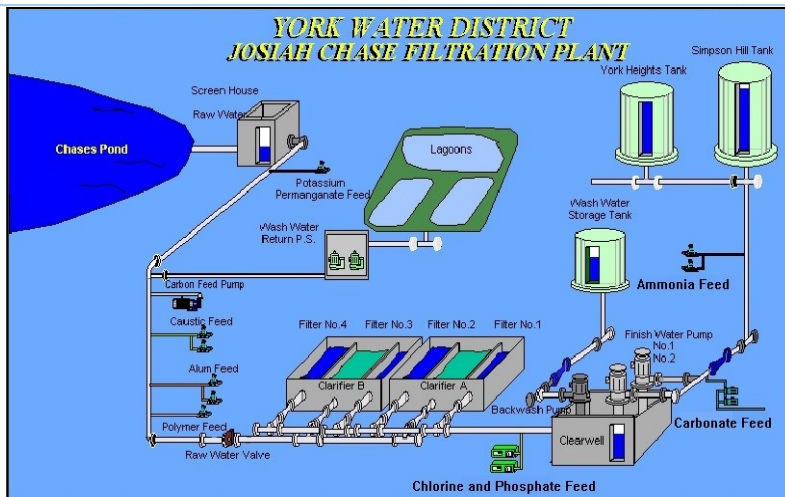 YORK WATER DISTRICT
JOSIAH CHASE FILTRATION PLANT
Simpson Hill Tank
York Heights Tank
Screen House
Raw Water
Chases Pond
Lagoons
Potassium
Permanganate Feed
Wash Water
Return P.S.
Wash Water
Storage Tank
Carbon Feed Pump
Ammonia Feed
Caustic Feed
Filter No.4
Filter No.3
Filter No.2
Filter No.1
Finish Water Pump
No.1
No.2
Alum Feed
Clarifier B
Clarifier A
Backwash Pump
Carbonate Feed
Polymer Feed
Raw Water Valve
Clearwell
Chlorine and Phosphate Feed